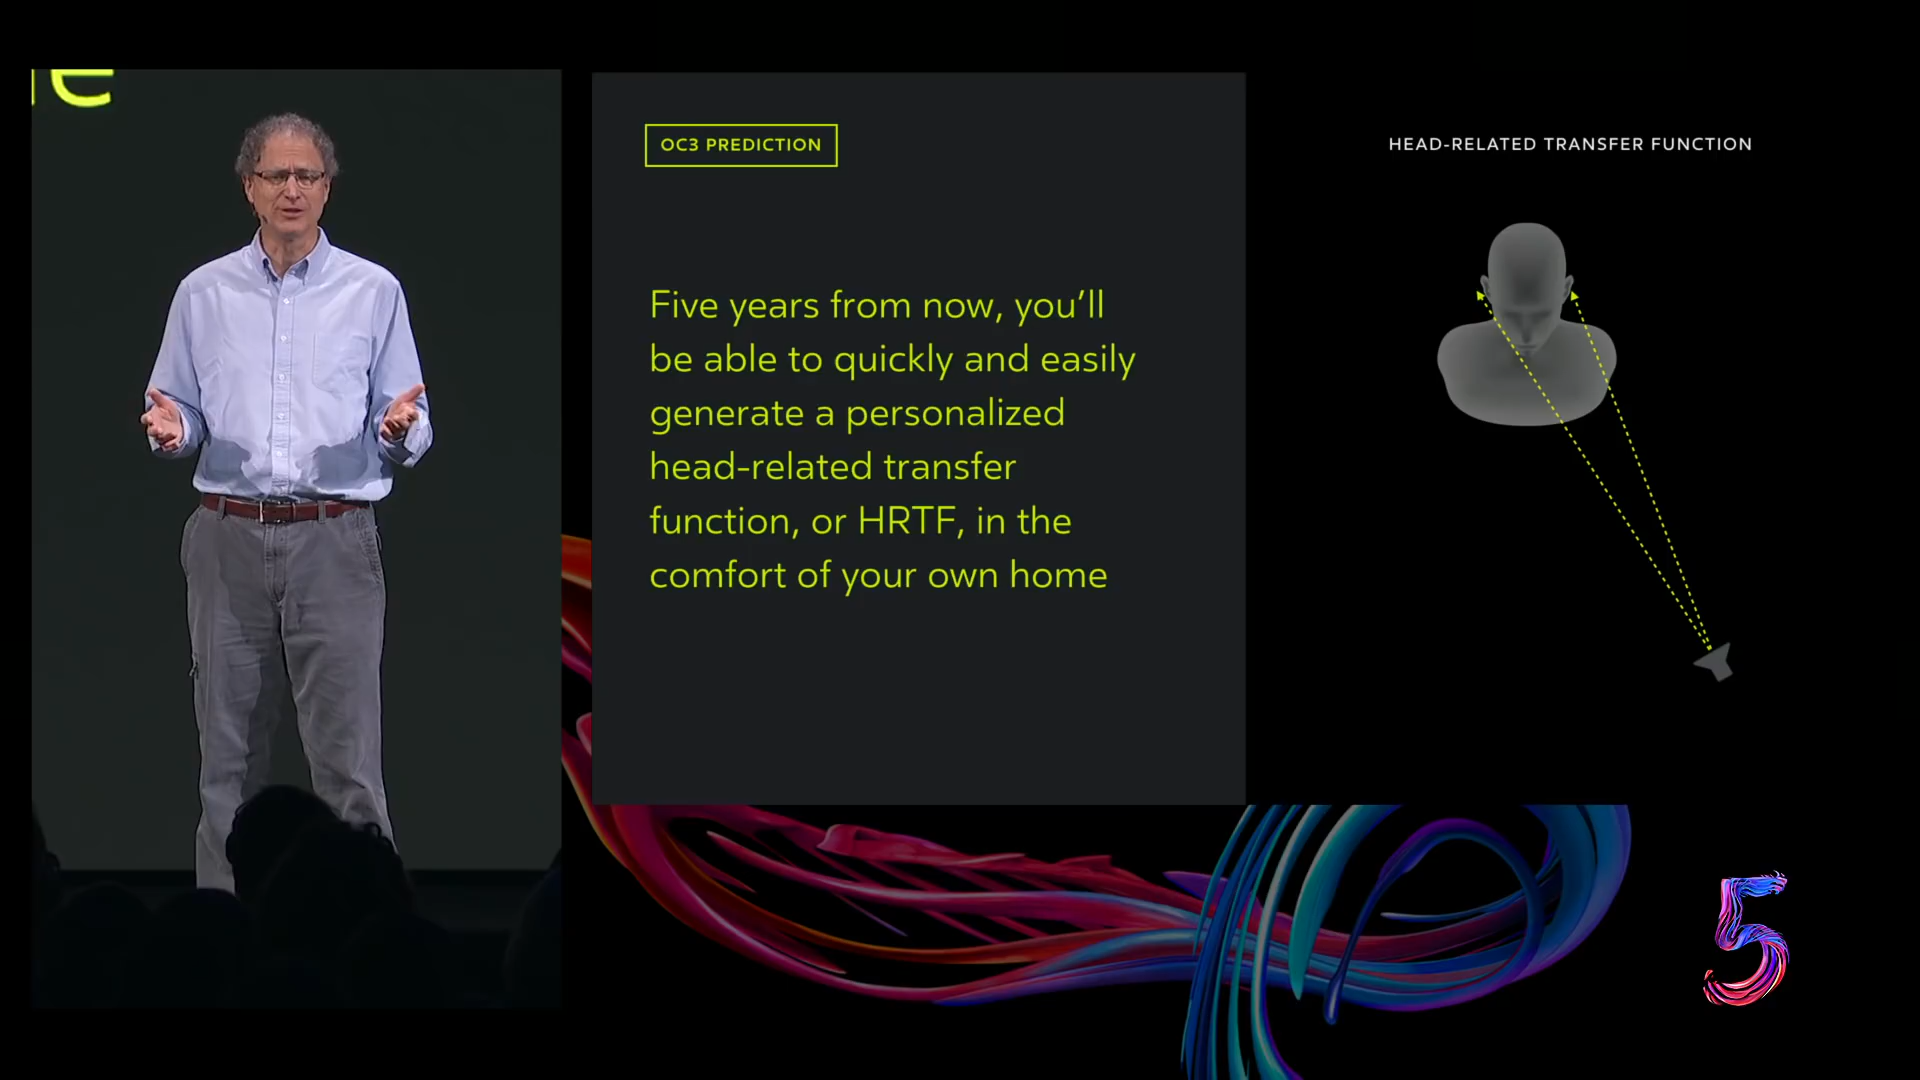 OC3 PREDICTION
Five years from now, you’ll
be able to quickly and easily
generate a personalized
head-related transfer
function, or HRTF, in the
comfort of your own home
HEAD-RELATED TRANSFER FUNCTION
5